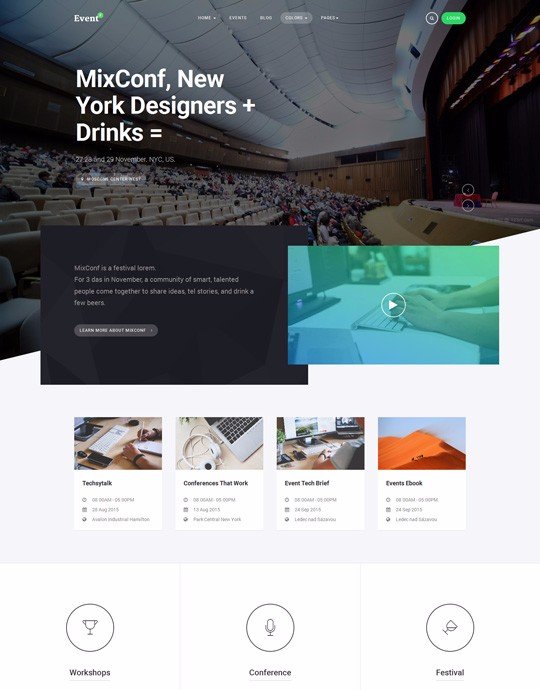 Event
HOME
EVENTS
BLOG
COLORS
PAGES
LOGIN
MixConf, New
York Designers +
Drinks =
27,28 and 29 November, NYC, US.
MOSCONE CENTER WEST
MixConf is a festival lorem.
For 3 das in November, a community of smart, talented
people come together to share ideas, tel stories, and drink a
few beers.
LEARN MORE ABOUT MIXCONF
Techsytalk
08:00AM - 05:00PM
28 Aug 2015
Avalon Industrial Hamilton
Conferences That Work
08:00AM - 05:00PM
13 Aug 2015
Park Central New York
Event Tech Brief
08:00AM - 05:00PM
24 Sep 2015
Ledec nad Sazavou
Events Ebook
08:00AM - 05:00PM
24 Sep 2015
Ledec nad Sazavou
Workshops
Conference
Festival